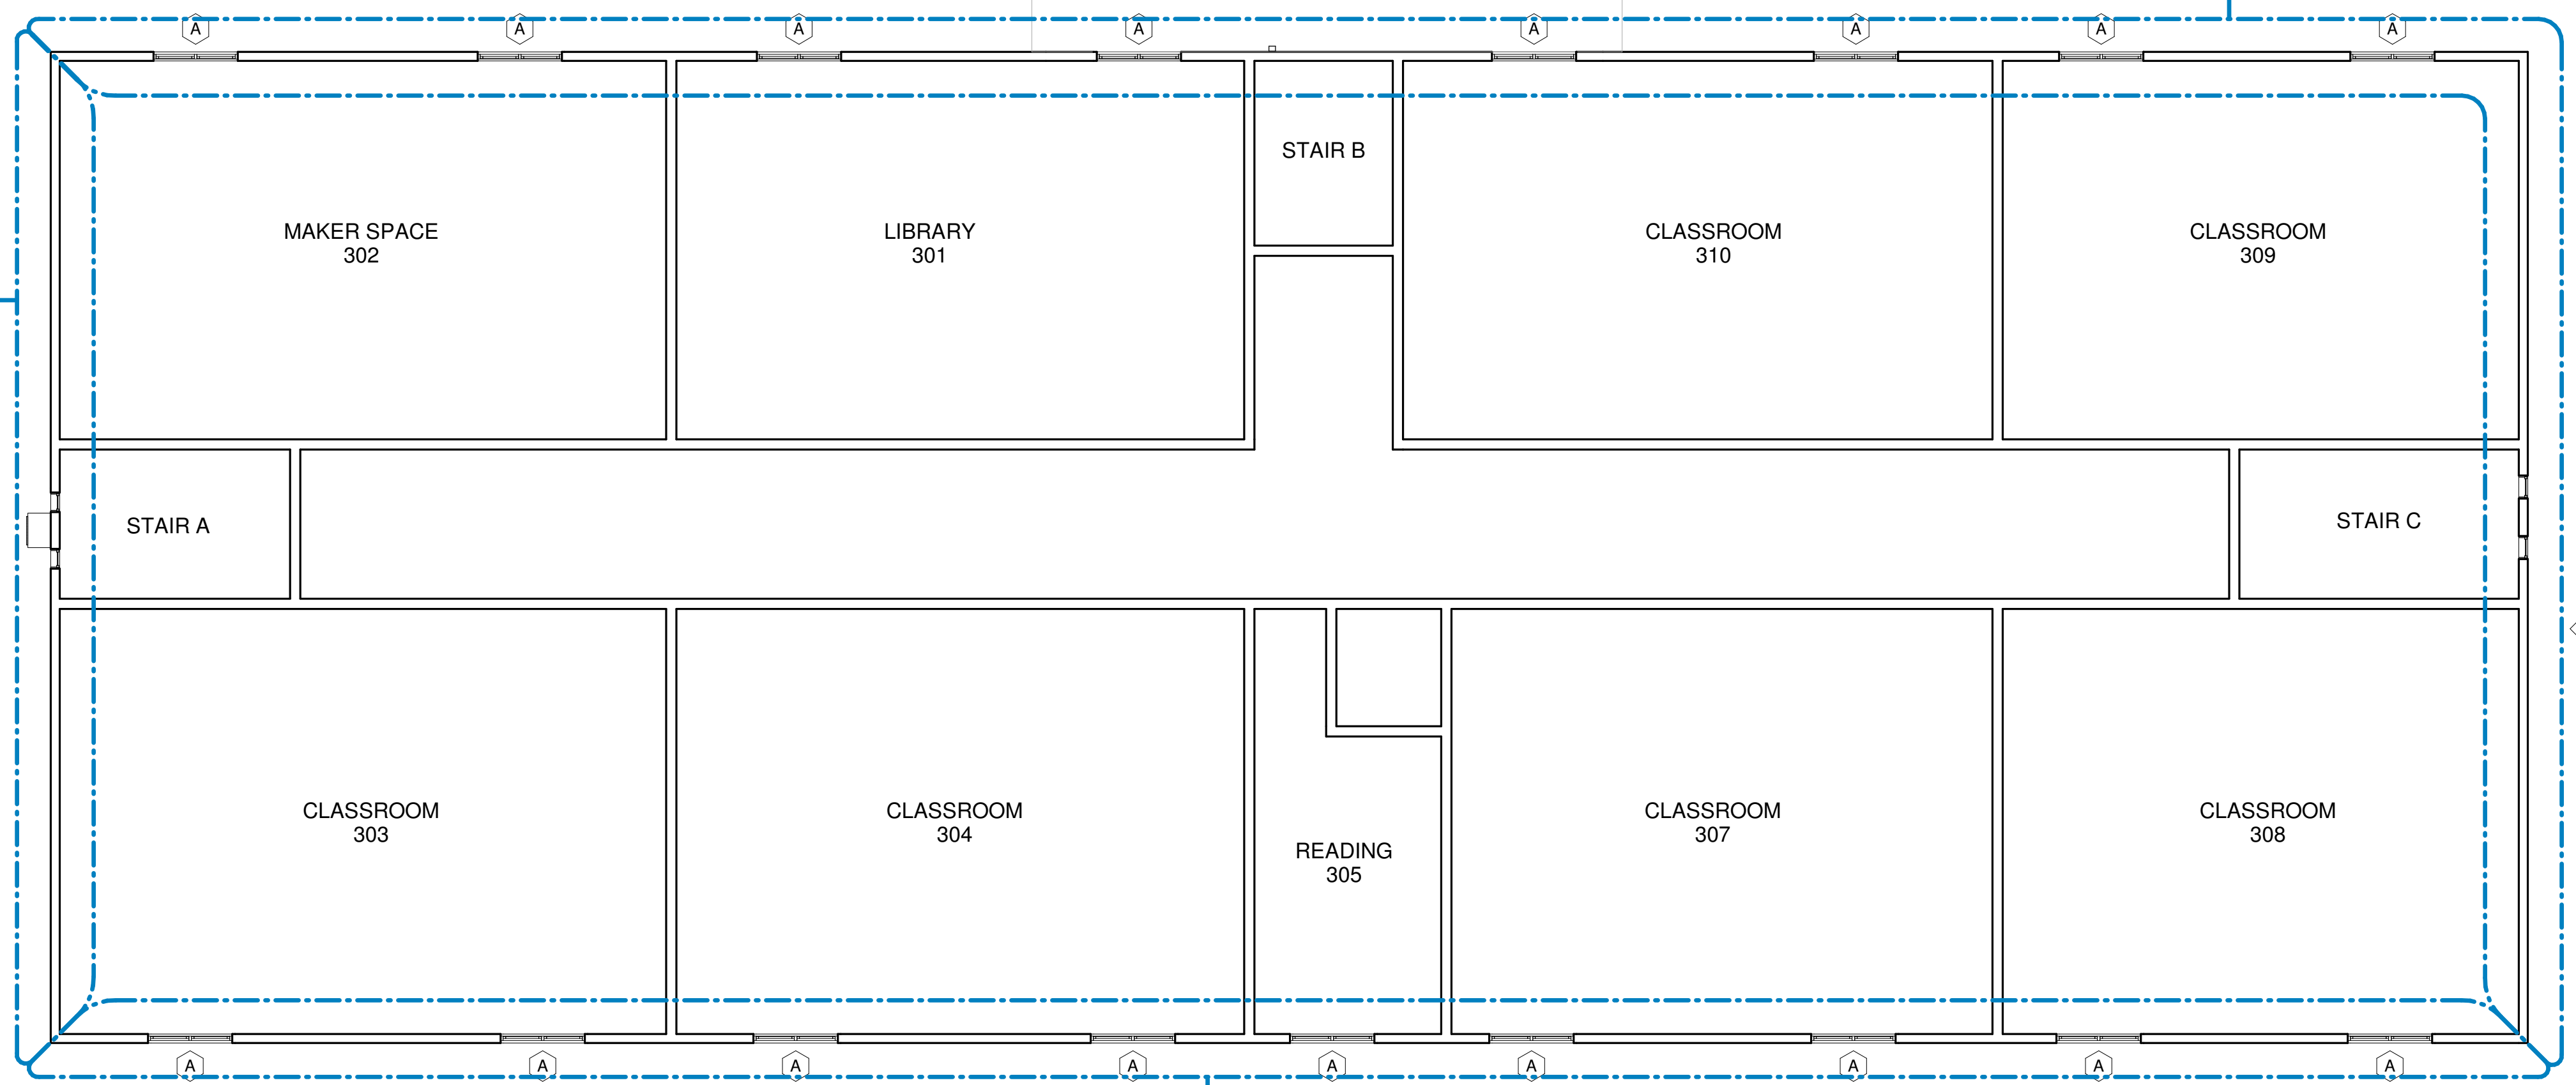 A A A A A A A A
STAIR B
MAKER SPACE
302
LIBRARY
301
CLASSROOM
310
CLASSROOM
309
STAIR A
STAIR C
CLASSROOM
303
CLASSROOM
304
READING
305
CLASSROOM
307
CLASSROOM
308
A A A A A A A A A